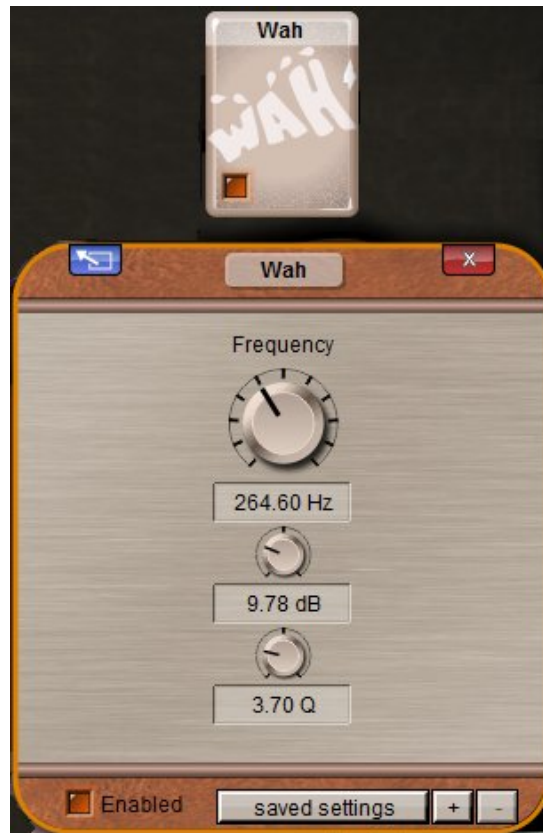 Wah
WAH
X
Wah
Frequency
264.60 Hz
9.78 dB
3.70 Q
Enabled saved settings + -